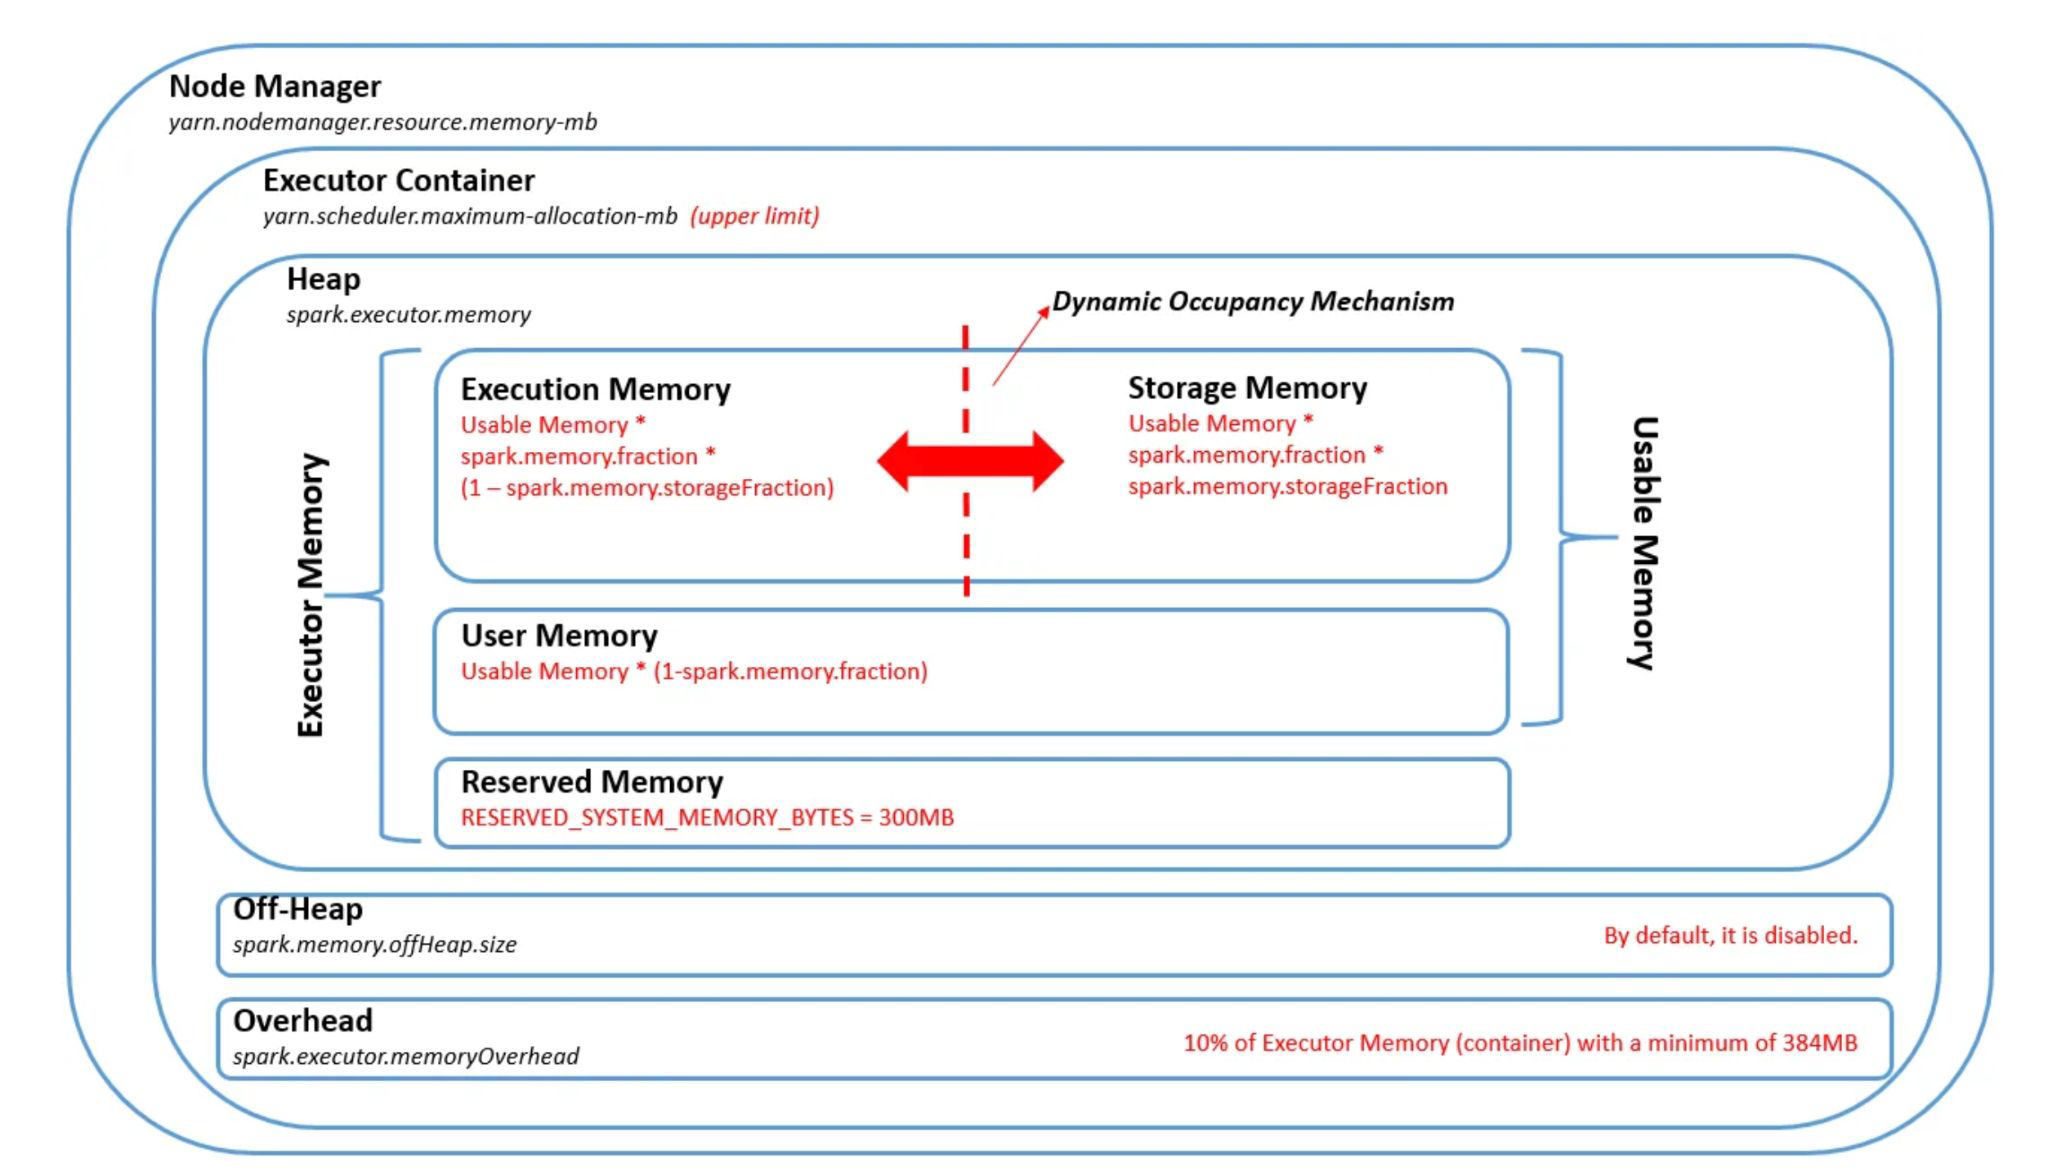 Node Manager
yarn.nodemanager.resource.memory-mb
Executor Container
yarn.scheduler.maximum-allocation-mb (upper limit)
Heap
spark.executor.memory
Dynamic Occupancy Mechanism
Executor Memory
Execution Memory
Usable Memory *
spark.memory.fraction *
(1 – spark.memory.storageFraction)
Storage Memory
Usable Memory *
spark.memory.fraction *
spark.memory.storageFraction
Usable Memory
User Memory
Usable Memory * (1-spark.memory.fraction)
Reserved Memory
RESERVED_SYSTEM_MEMORY_BYTES = 300MB
Off-Heap
spark.memory.offHeap.size
By default, it is disabled.
Overhead
spark.executor.memoryOverhead
10% of Executor Memory (container) with a minimum of 384MB